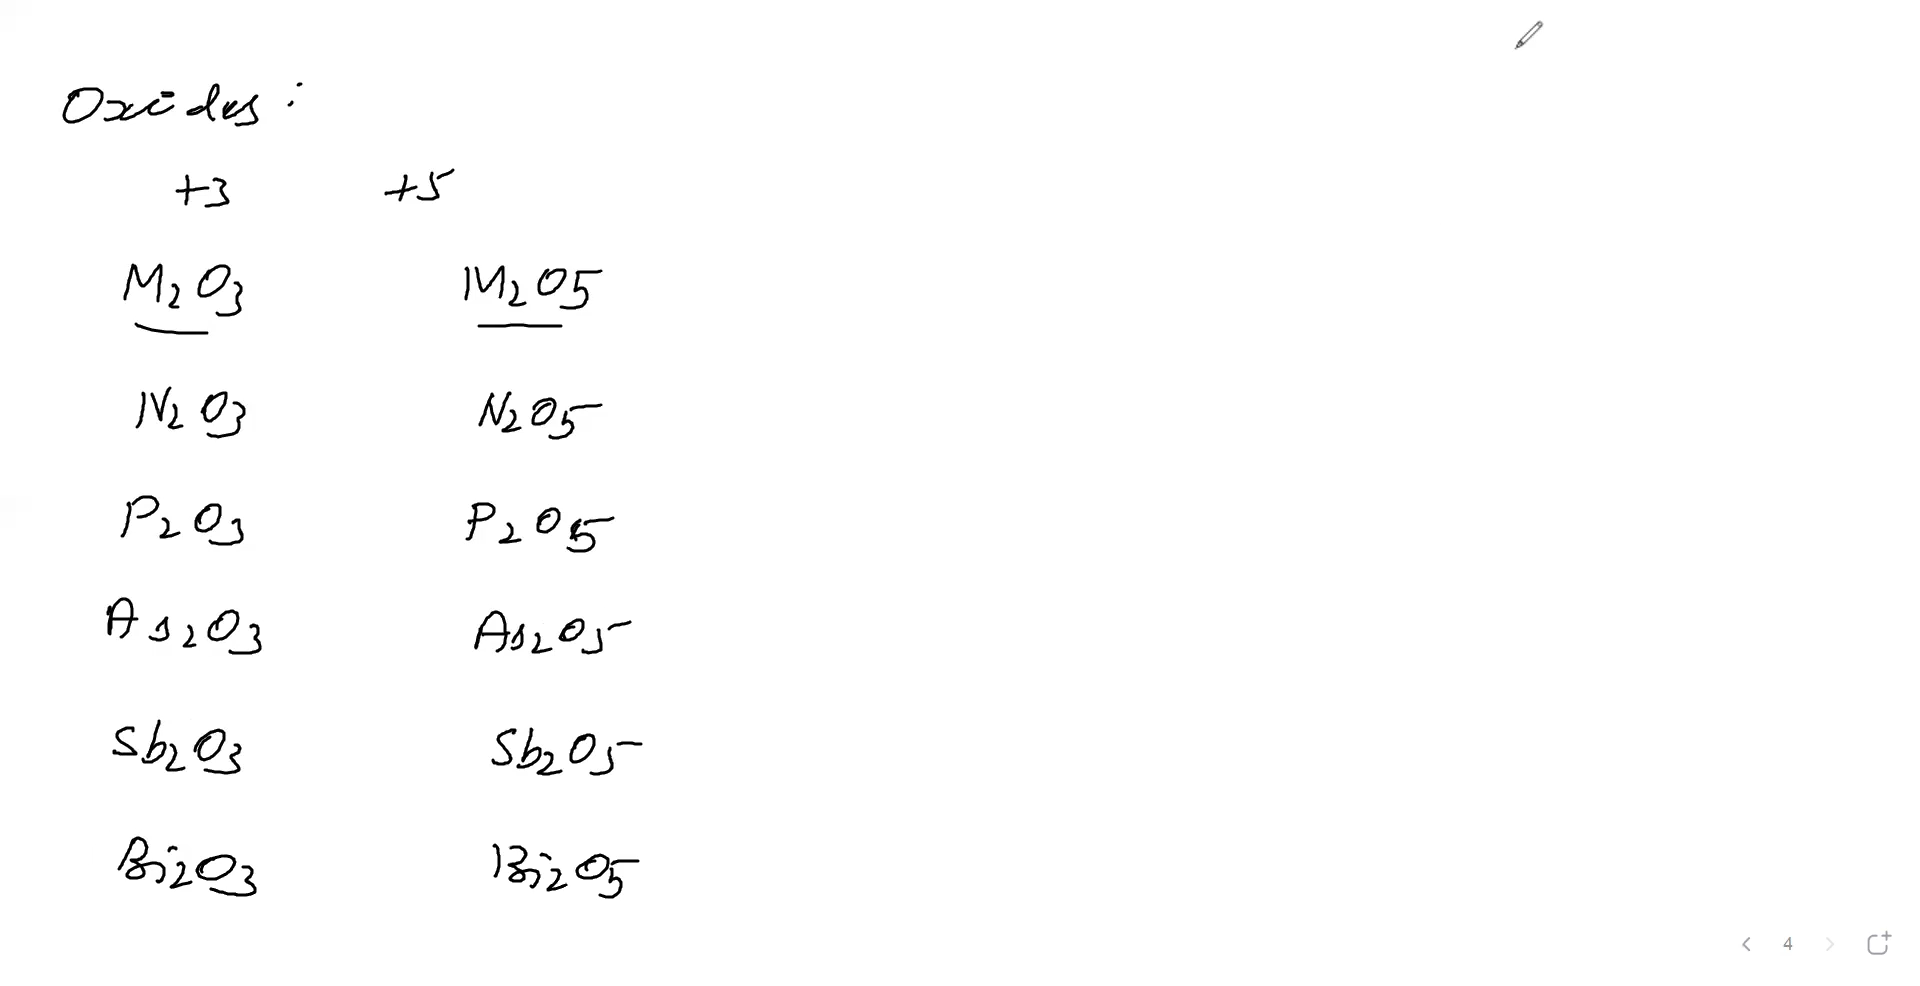 Oxides :
+3 +5
M2O3 M2O5
N2O3 N2O5
P2O3 P2O5
As2O3 As2O5
Sb2O3 Sb2O5
Bi2O3 Bi2O5
< 4 >